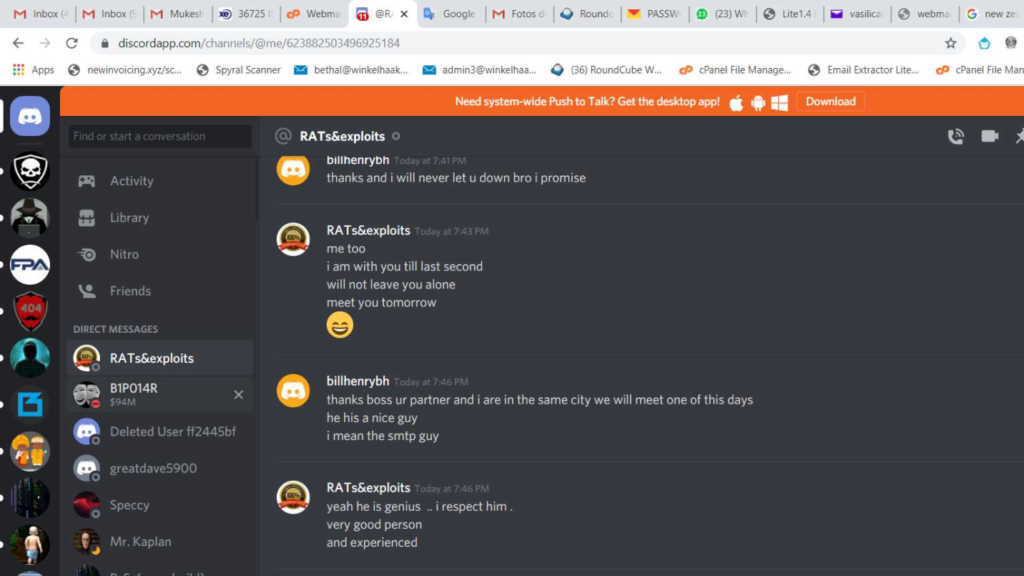 Inbox (4
Inbox (5
Mukesh
36725 I
Webma
@R
Google
Fotos d
Roundc
PASSW
(23) Wh
Lite1.4
vasilica
webma
new ze
discordapp.com/channels/@me/623882503496925184
Apps
newinvoicing.xyz/sc...
Spyral Scanner
bethal@winkelhaak...
admin3@winkelhaa...
(36) RoundCube W...
cPanel File Manage...
Email Extractor Lite...
cPanel File Man
Need system-wide Push to Talk? Get the desktop app!
Download
Find or start a conversation
Activity
Library
Nitro
Friends
DIRECT MESSAGES
RATs&exploits
B1P014R
$94M
Deleted User ff2445bf
greatdave5900
Speccy
Mr. Kaplan
FPA
404
@ RATs&exploits
billhenrybh Today at 7:41 PM
thanks and i will never let u down bro i promise
RATs&exploits Today at 7:43 PM
me too
i am with you till last second
will not leave you alone
meet you tomorrow
billhenrybh Today at 7:46 PM
thanks boss ur partner and i are in the same city we will meet one of this days
he his a nice guy
i mean the smtp guy
RATs&exploits Today at 7:46 PM
yeah he is genius .. i respect him .
very good person
and experienced